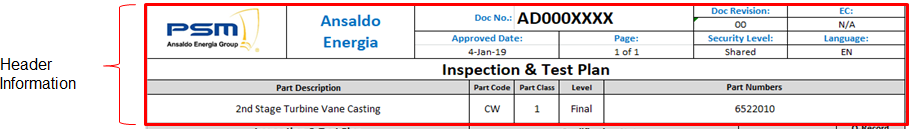 Header
Information
PSM
Ansaldo Energia Group
Ansaldo
Energia
Doc No.: AD000XXXX
Doc Revision: EC:
00 N/A
Approved Date: Page: Security Level: Language:
4-Jan-19 1 of 1 Shared EN
Inspection & Test Plan
Part Description Part Code Part Class Level Part Numbers
2nd Stage Turbine Vane Casting CW 1 Final 6522010